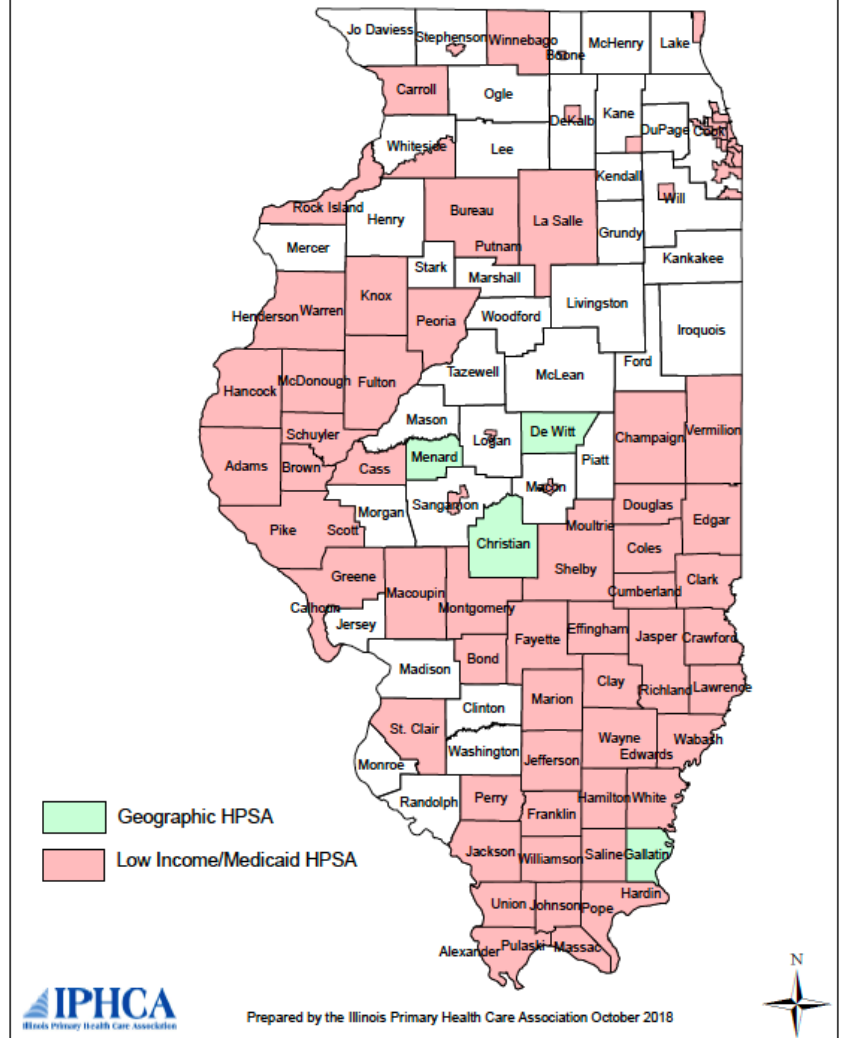 Jo Daviess
Stephenson
Winnebago
Boone
McHenry
Lake
Carroll
Ogle
DeKalb
Kane
DuPage
Cook
Whiteside
Lee
Kendall
Will
Rock Island
Henry
Bureau
La Salle
Grundy
Mercer
Putnam
Kankakee
Stark
Marshall
Knox
Livingston
Henderson
Warren
Peoria
Woodford
Iroquois
Ford
Tazewell
McLean
Hancock
McDonough
Fulton
Mason
De Witt
Champaign
Vermilion
Schuyler
Logan
Menard
Piatt
Adams
Brown
Cass
Macon
Sangamon
Morgan
Douglas
Edgar
Pike
Scott
Moultrie
Christian
Coles
Shelby
Greene
Clark
Macoupin
Cumberland
Calhoun
Montgomery
Jersey
Effingham
Fayette
Jasper
Crawford
Bond
Madison
Clay
Richland
Lawrence
Marion
Clinton
St. Clair
Wayne
Wabash
Washington
Edwards
Jefferson
Monroe
Randolph
Perry
Hamilton
White
Franklin
Geographic HPSA
Low Income/Medicaid HPSA
Jackson
Williamson
Saline
Gallatin
Hardin
Union
Johnson
Pope
Alexander
Pulaski
Massac
N
IPHCA
Illinois Primary Health Care Association
Prepared by the Illinois Primary Health Care Association October 2018